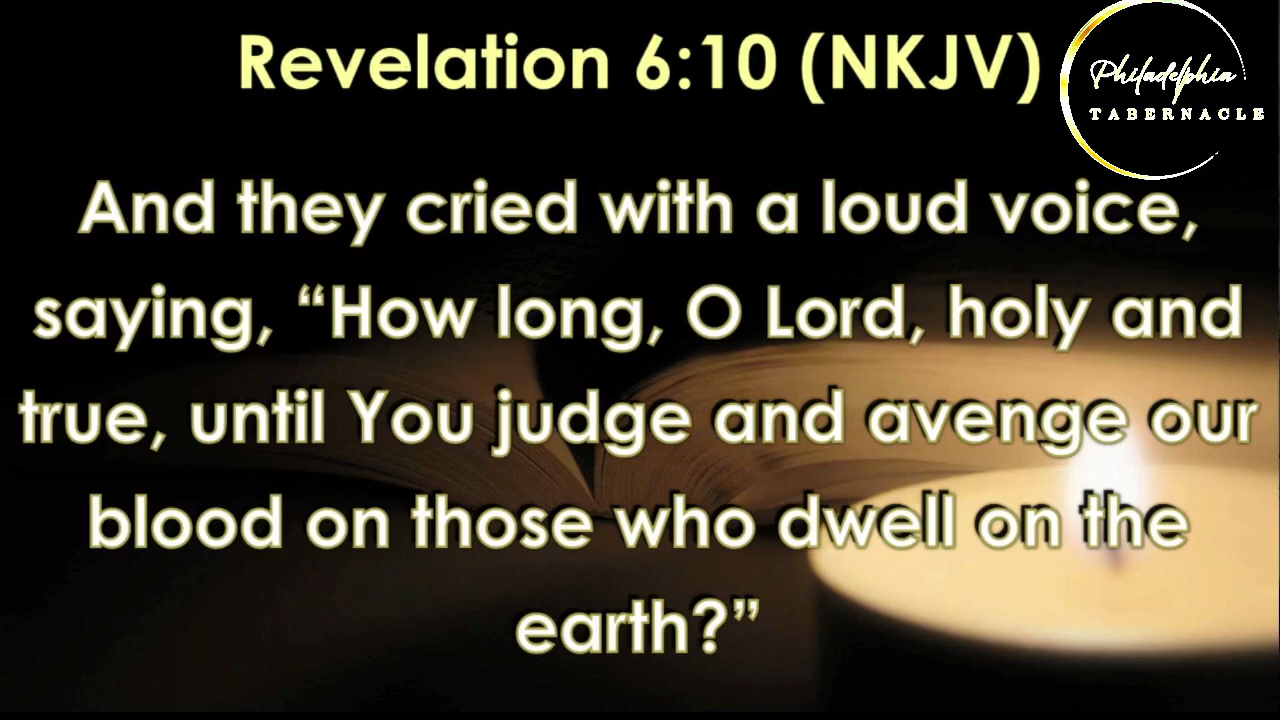 Revelation 6:10 (NKJV)
Philadelphia
TABERNACLE
And they cried with a loud voice,
saying, “How long, O Lord, holy and
true, until You judge and avenge our
blood on those who dwell on the
earth?”